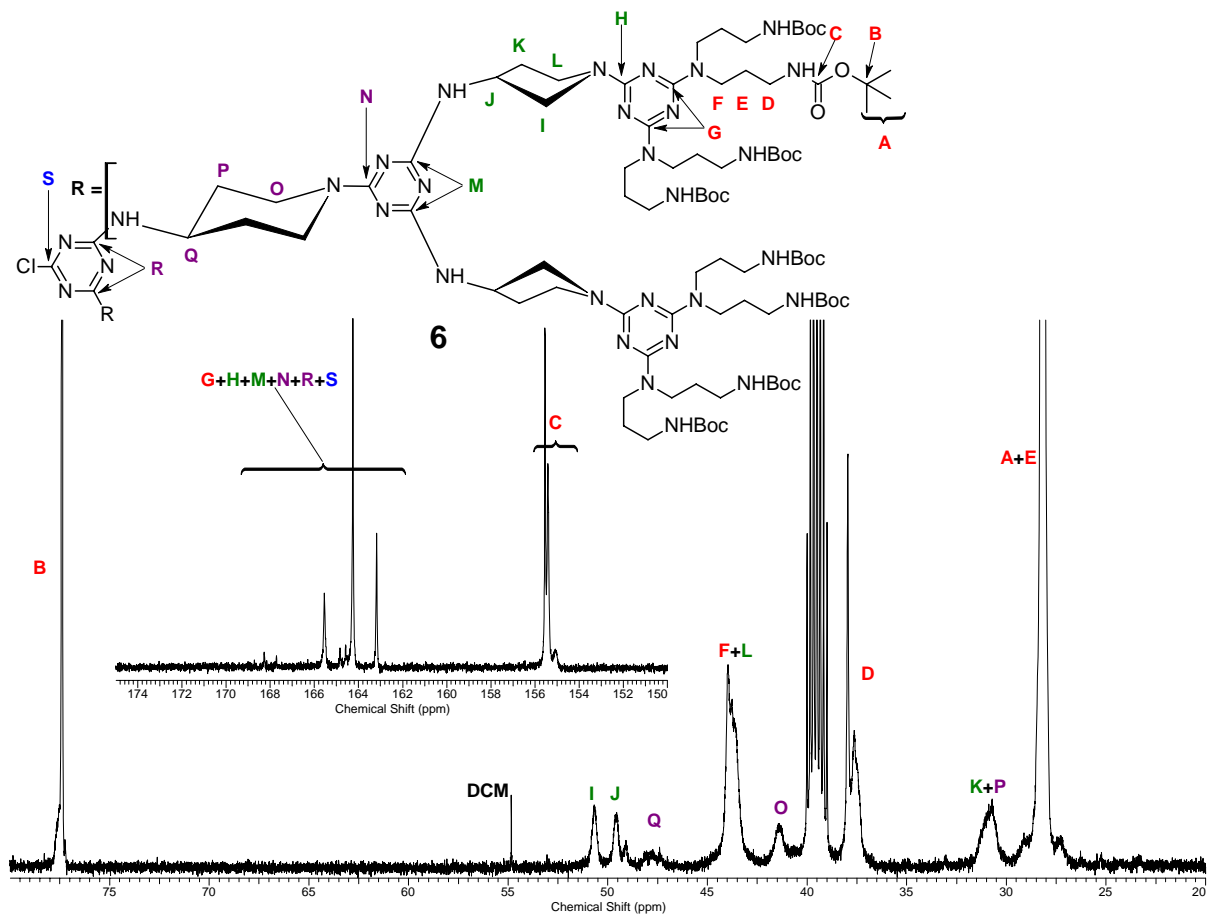 H
NHBoc
C
B
K
L
N
N
N
NH
O
N
NH
J
N
N
O
F
E
D
I
G
A
N
N
NHBoc
P
S
R =
O
N
N
N
M
NHBoc
NH
N
N
Q
N
N
R
NHBoc
Cl
N
NH
N
N
N
NHBoc
R
N
N
N
6
N
G+H+M+N+R+S
NHBoc
C
NHBoc
A+E
B
174 172 170 168 166 164 162 160 158 156 154 152 150
Chemical Shift (ppm)
F+L
D
DCM
I
J
Q
O
K+P
75 70 65 60 55 50 45 40 35 30 25 20
Chemical Shift (ppm)